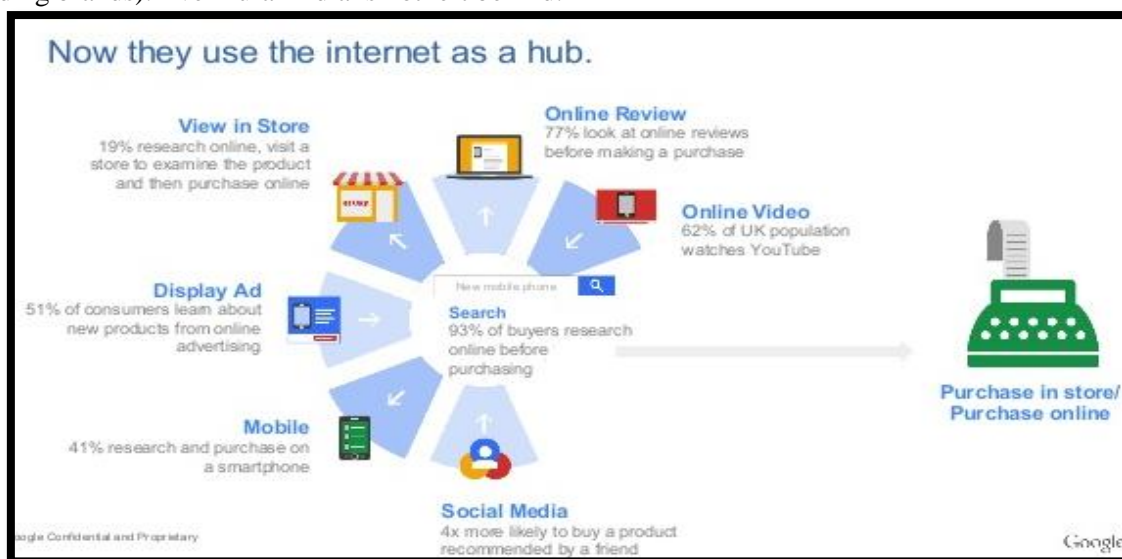 Now they use the internet as a hub.
View in Store
19% research online, visit a
store to examine the product
and then purchase online
Online Review
77% look at online reviews
before making a purchase
Online Video
62% of UK population
watches YouTube
Display Ad
51% of consumers learn about
new products from online
advertising
New mobile phone
Search
93% of buyers research
online before
purchasing
Mobile
41% research and purchase on
a smartphone
Social Media
4x more likely to buy a product
recommended by a friend
Purchase in store/
Purchase online
oogle Confidential and Proprietary
Google